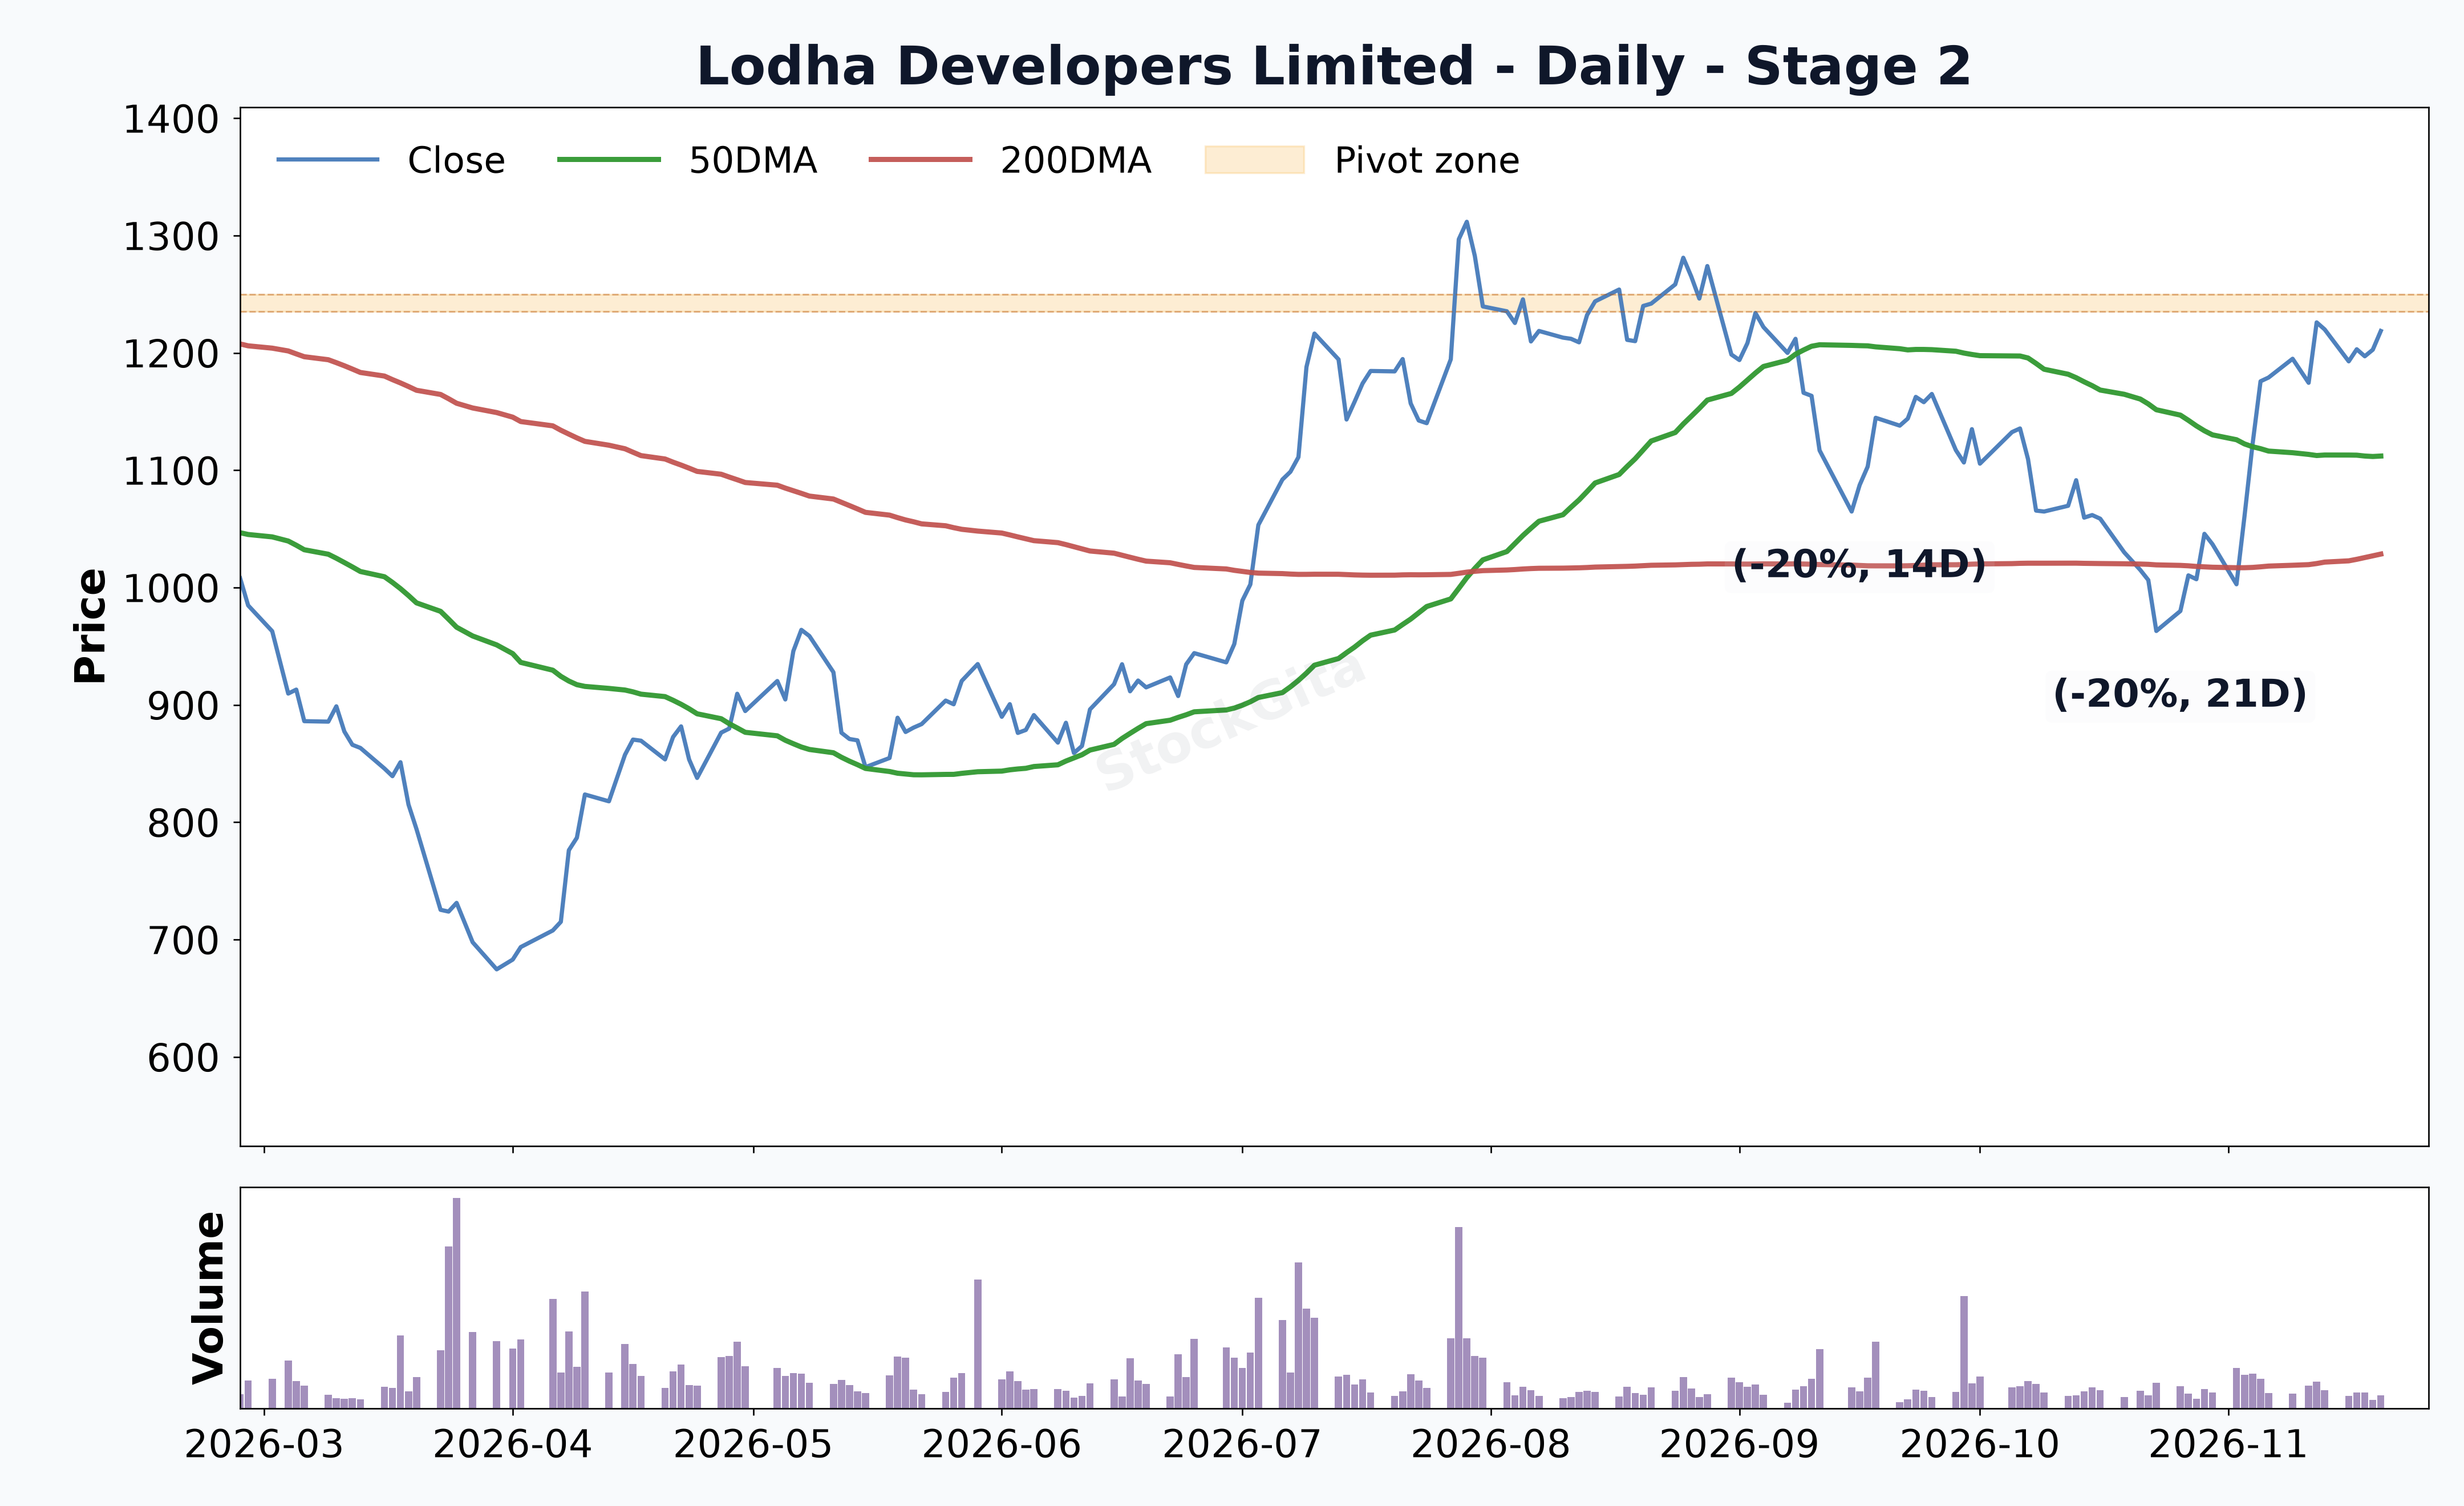 Lodha Developers Limited - Daily - Stage 2
Close 50DMA 200DMA Pivot zone
1400
1300
1200
1100
1000
900
800
700
600
Price
(-20%, 14D)
(-20%, 21D)
StockGita
Volume
2026-03 2026-04 2026-05 2026-06 2026-07 2026-08 2026-09 2026-10 2026-11